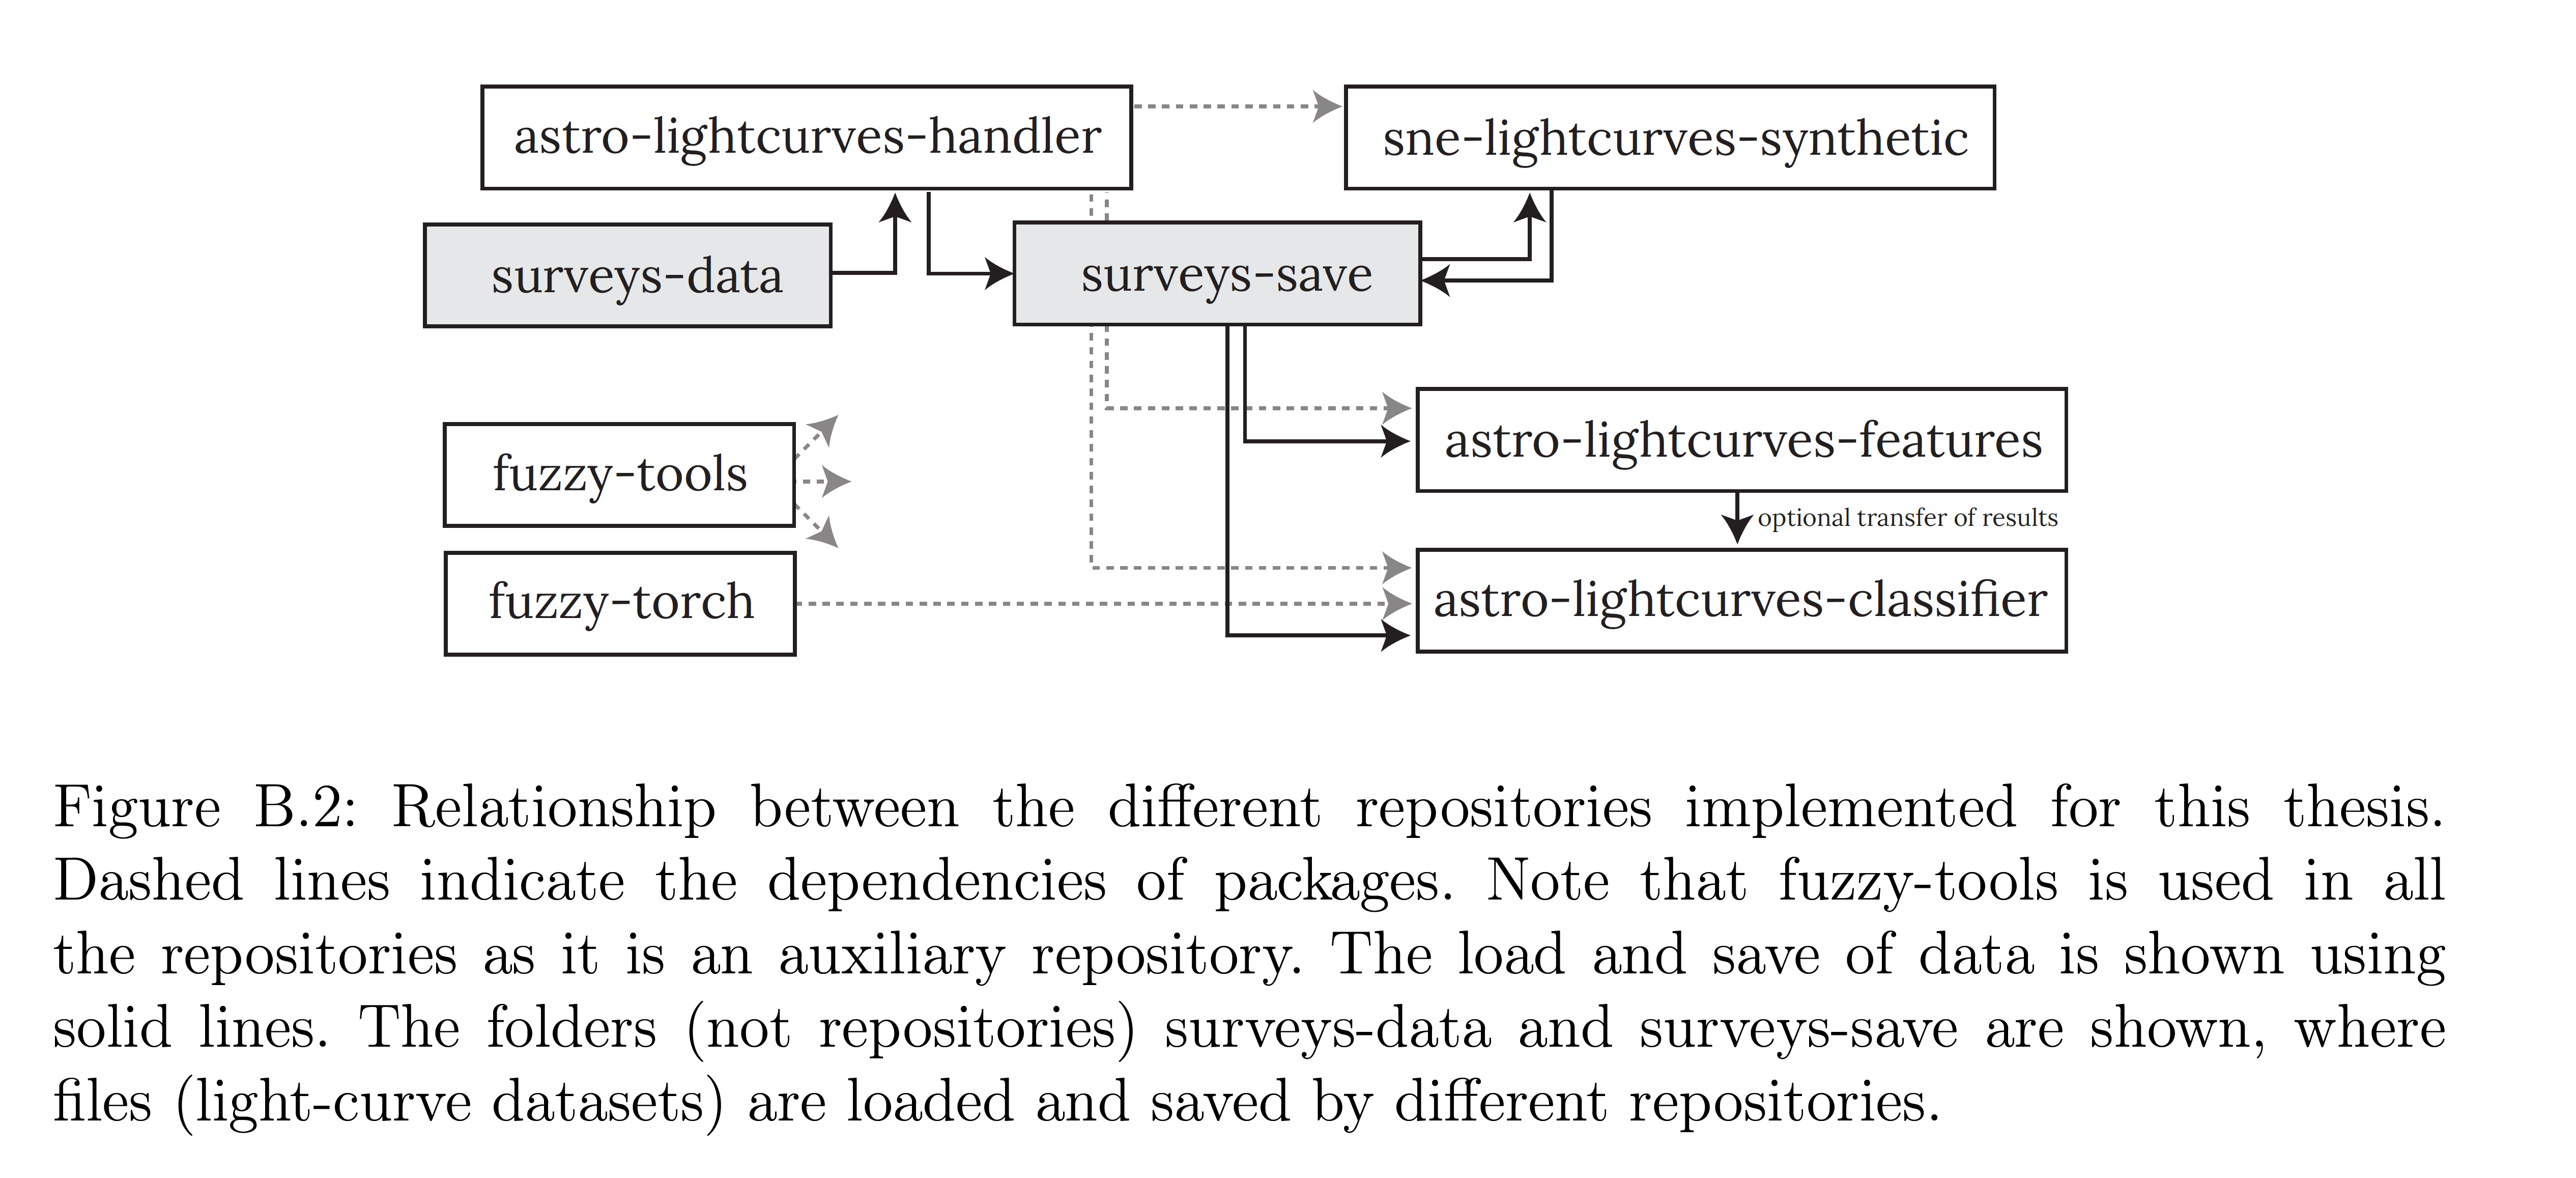 astro-lightcurves-handler
sne-lightcurves-synthetic
surveys-data
surveys-save
astro-lightcurves-features
fuzzy-tools
optional transfer of results
fuzzy-torch
astro-lightcurves-classifier
Figure B.2: Relationship between the different repositories implemented for this thesis.
Dashed lines indicate the dependencies of packages. Note that fuzzy-tools is used in all
the repositories as it is an auxiliary repository. The load and save of data is shown using
solid lines. The folders (not repositories) surveys-data and surveys-save are shown, where
files (light-curve datasets) are loaded and saved by different repositories.